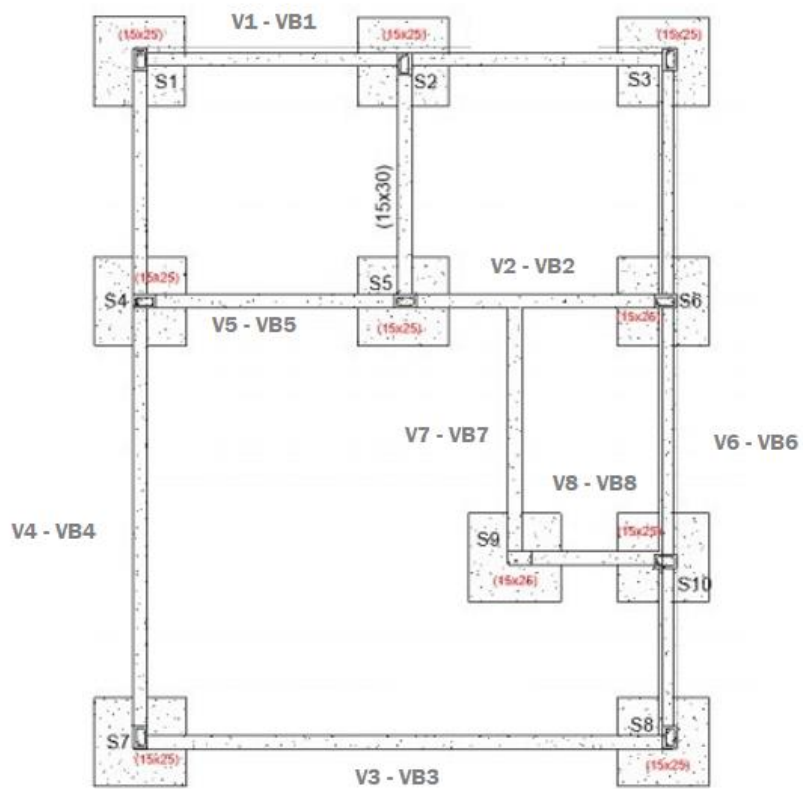 V1 - VB1
(15x25)
(15x25)
(15x25)
S1
S2
S3
(15x30)
V2 - VB2
(15x25)
S4
S5
S6
V5 - VB5
(15x25)
(15x26)
V7 - VB7
V6 - VB6
V8 - VB8
V4 - VB4
(15x25)
S9
(15x26)
S10
S7
S8
(15x25)
(15x25)
V3 - VB3